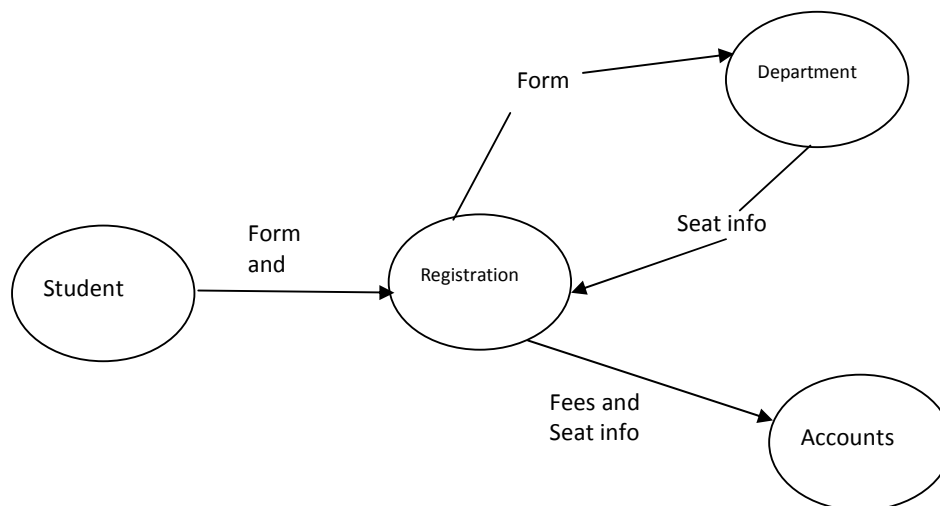 Form
Department
Seat info
Form
and
Registration
Student
Fees and
Seat info
Accounts